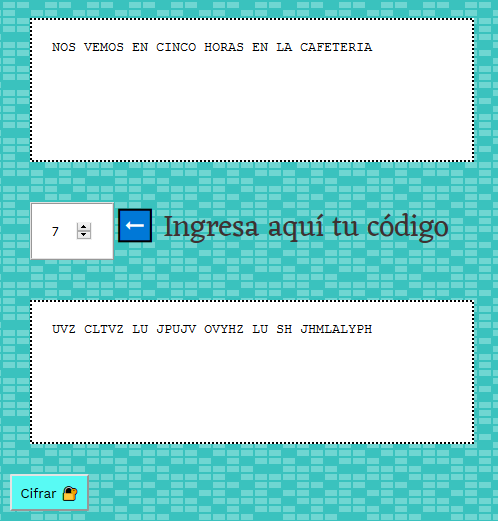 NOS VEMOS EN CINCO HORAS EN LA CAFETERIA
7 Ingresa aquí tu código
UVZ CLTVZ LU JPUJV OVYHZ LU SH JHMLALYPH
Cifrar